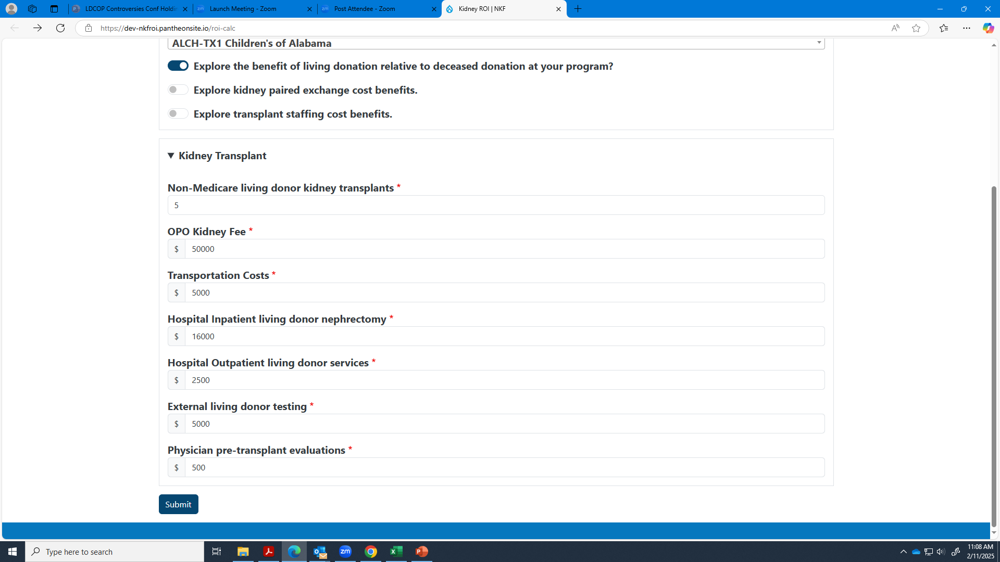 LDCOP Controversies Conf Holdin
Launch Meeting - Zoom
Post Attendee - Zoom
Kidney ROI | NKF
https://dev-nkfroi.pantheonsite.io/roi-calc
ALCH-TX1 Children's of Alabama
Explore the benefit of living donation relative to deceased donation at your program?
Explore kidney paired exchange cost benefits.
Explore transplant staffing cost benefits.
Kidney Transplant
Non-Medicare living donor kidney transplants *
5
OPO Kidney Fee *
$ 50000
Transportation Costs *
$ 5000
Hospital Inpatient living donor nephrectomy *
$ 16000
Hospital Outpatient living donor services *
$ 2500
External living donor testing *
$ 5000
Physician pre-transplant evaluations *
$ 500
Submit
Type here to search
11:08 AM
2/11/2025